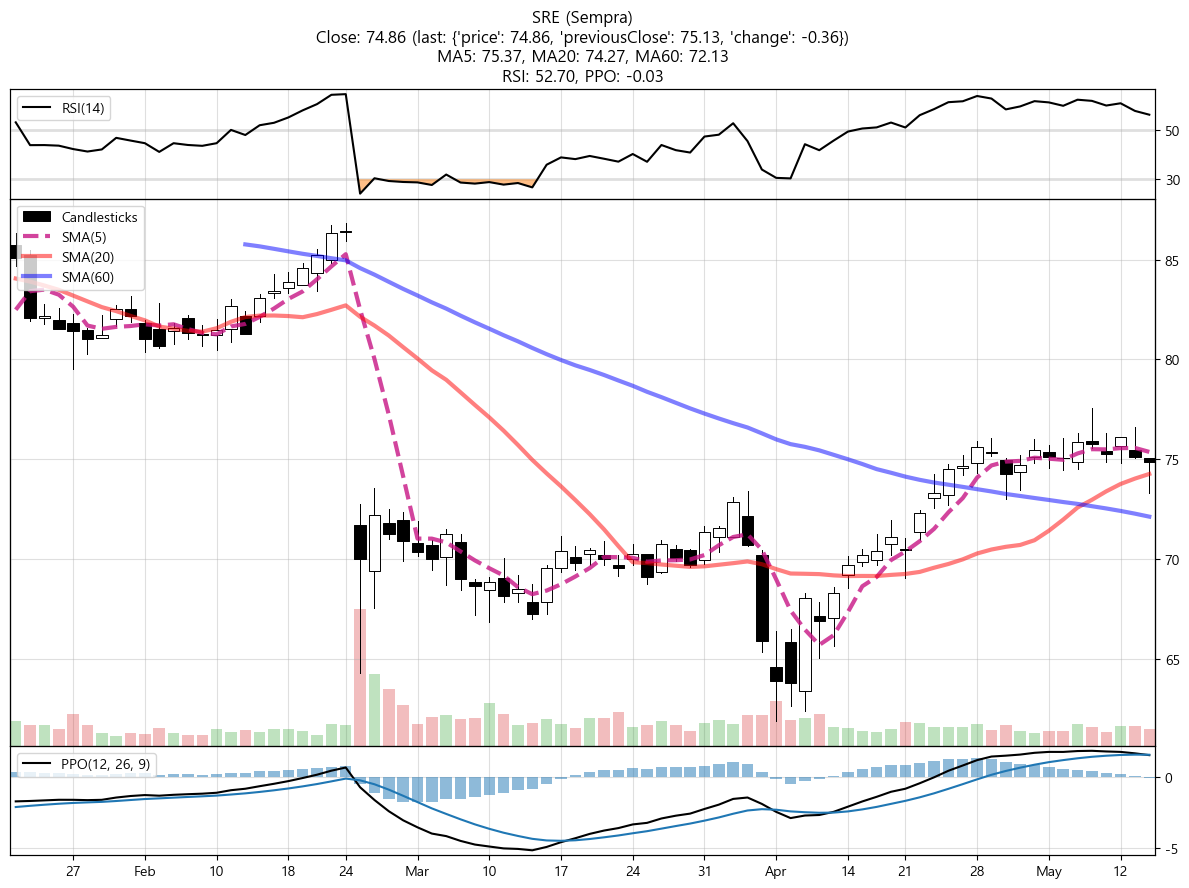 SRE (Sempra)
Close: 74.86 (last: {'price': 74.86, 'previousClose': 75.13, 'change': -0.36})
MA5: 75.37, MA20: 74.27, MA60: 72.13
RSI: 52.70, PPO: -0.03
RSI(14)
50
30
Candlesticks
SMA(5)
SMA(20)
SMA(60)
85
80
75
70
65
PPO(12, 26, 9)
0
-5
27 Feb 10 18 24 Mar 10 17 24 31 Apr 14 21 28 May 12